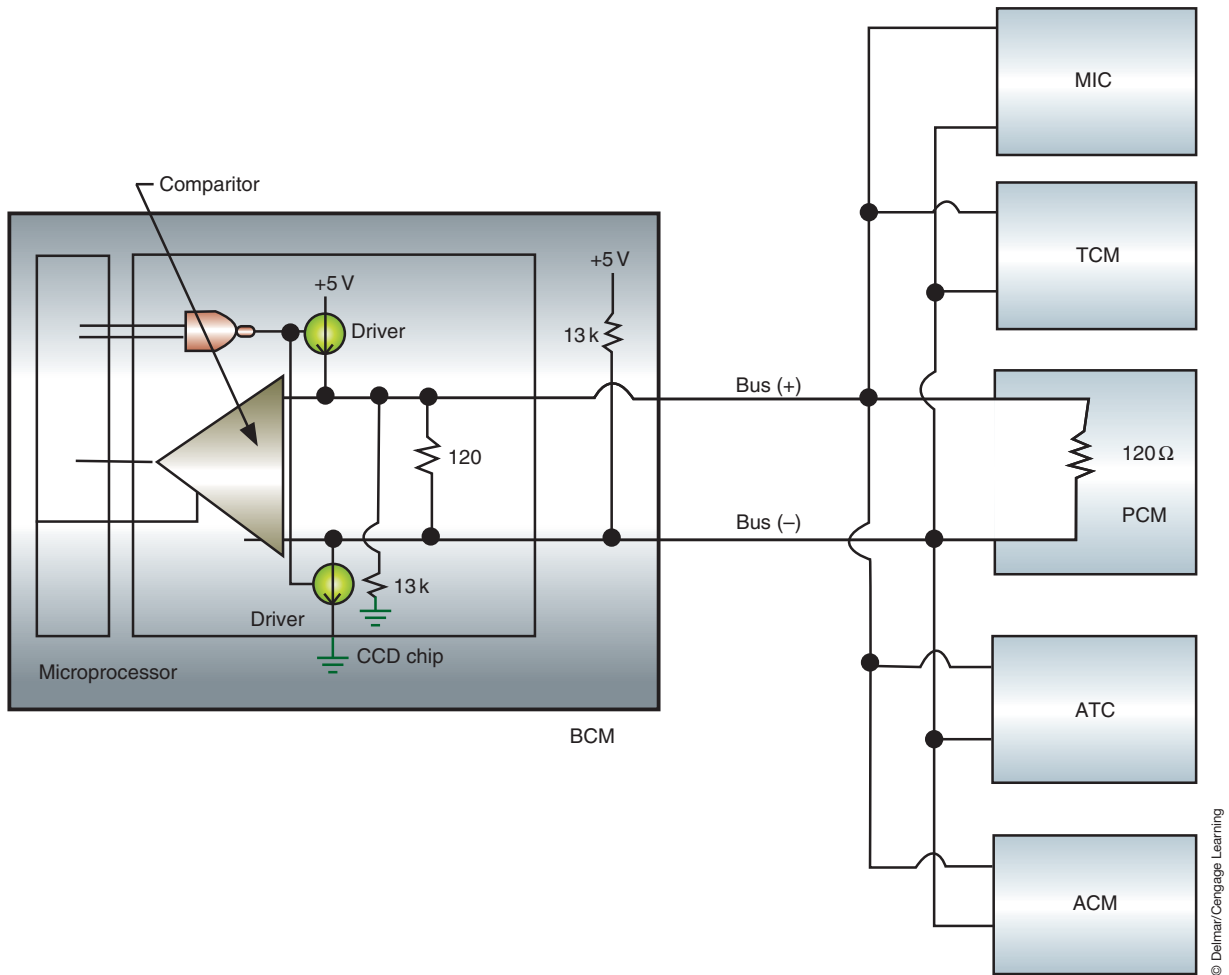 Comparitor
+5 V
Driver
+5 V
13 k
120
Driver
13 k
CCD chip
Microprocessor
BCM
Bus (+)
Bus (–)
MIC
TCM
120 Ω
PCM
ATC
ACM
© Delmar/Cengage Learning